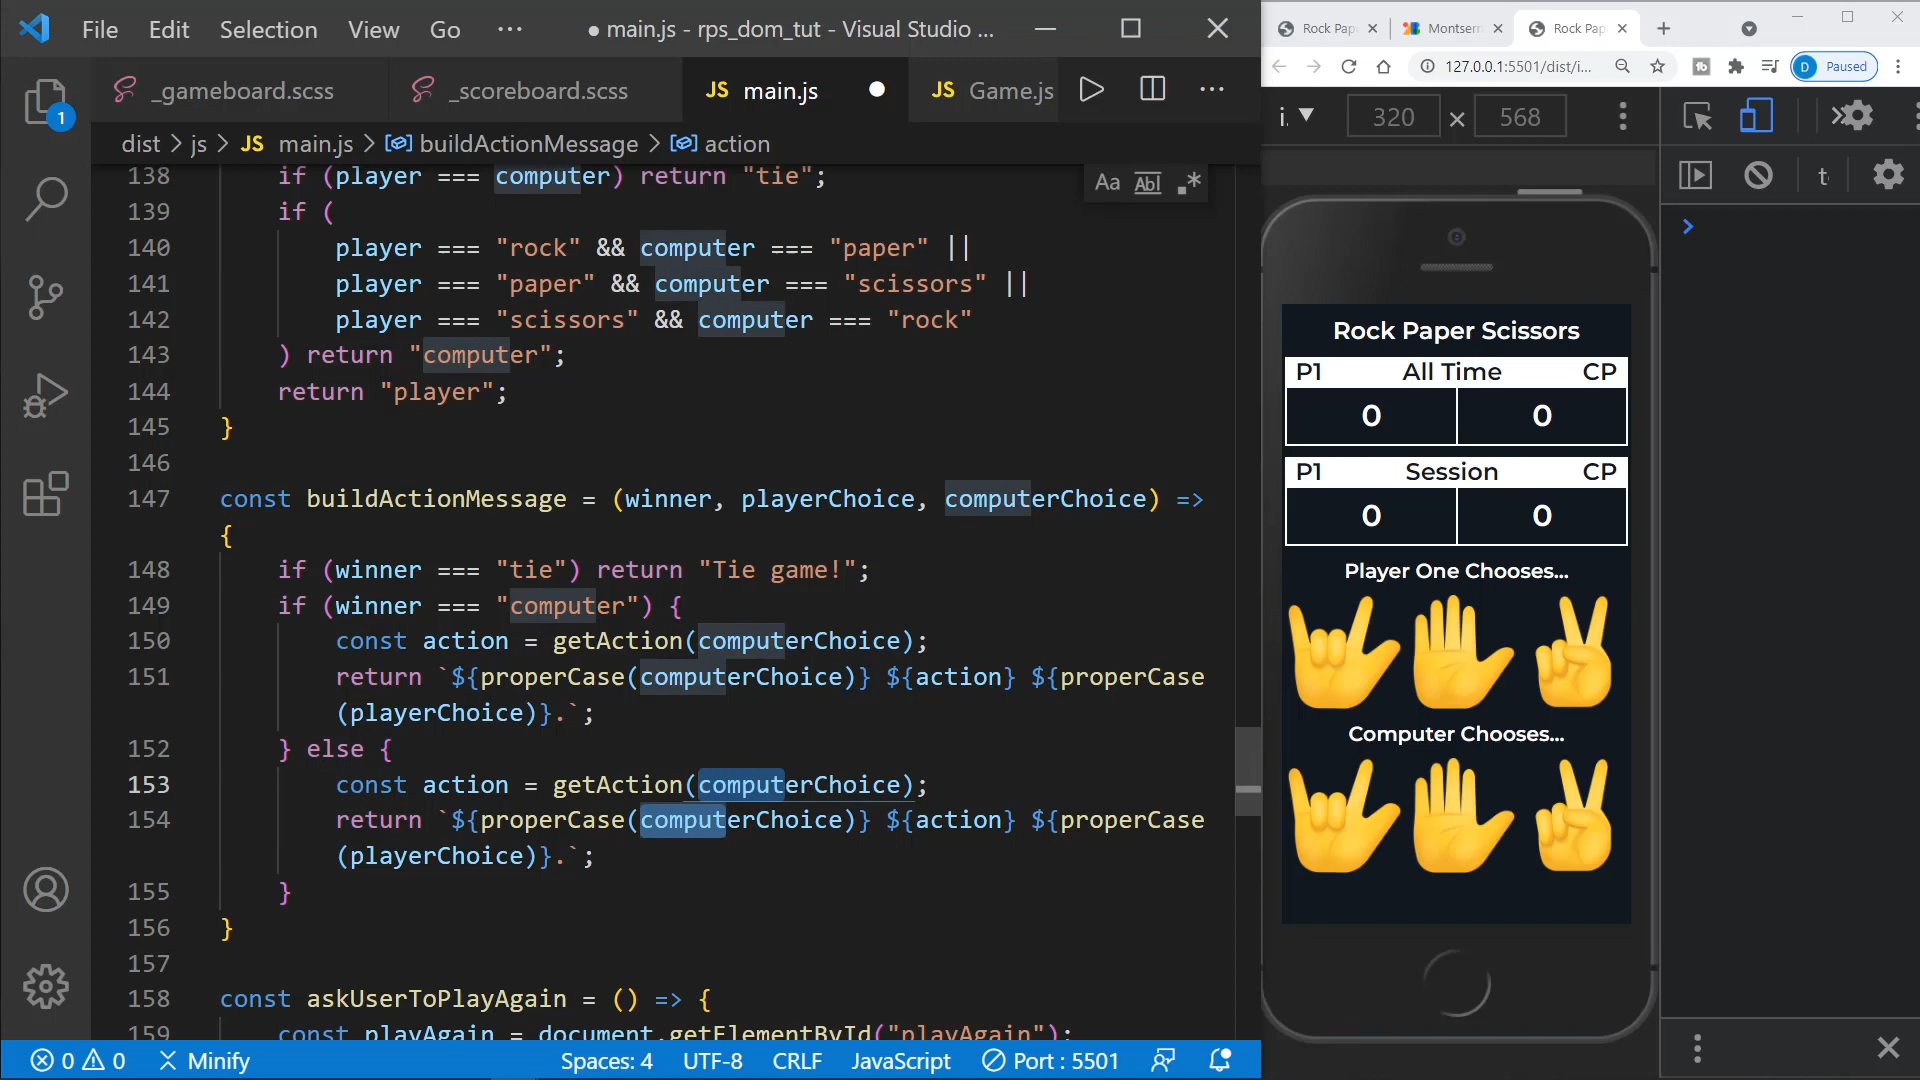 File Edit Selection View Go ··· ● main.js - rps_dom_tut - Visual Studio ...
_gameboard.scss _scoreboard.scss JS main.js JS Game.js
dist > js > JS main.js > buildActionMessage > action
Aa Abl .*
138 if (player === computer) return "tie";
139 if (
140 player === "rock" && computer === "paper" ||
141 player === "paper" && computer === "scissors" ||
142 player === "scissors" && computer === "rock"
143 ) return "computer";
144 return "player";
145 }
146
147 const buildActionMessage = (winner, playerChoice, computerChoice) =>
{
148 if (winner === "tie") return "Tie game!";
149 if (winner === "computer") {
150 const action = getAction(computerChoice);
151 return `${properCase(computerChoice)} ${action} ${properCase
(playerChoice)}.`;
152 } else {
153 const action = getAction(computerChoice);
154 return `${properCase(computerChoice)} ${action} ${properCase
(playerChoice)}.`;
155 }
156 }
157
158 const askUserToPlayAgain = () => {
159 const playAgain = document.getElementById("playAgain");
1
0 0 Minify Spaces: 4 UTF-8 CRLF JavaScript Port : 5501
Rock Pap Montserr Rock Pap
127.0.0.1:5501/dist/i... D Paused
i. 320 × 568
Rock Paper Scissors
P1 All Time CP
0 0
P1 Session CP
0 0
Player One Chooses...
Computer Chooses...